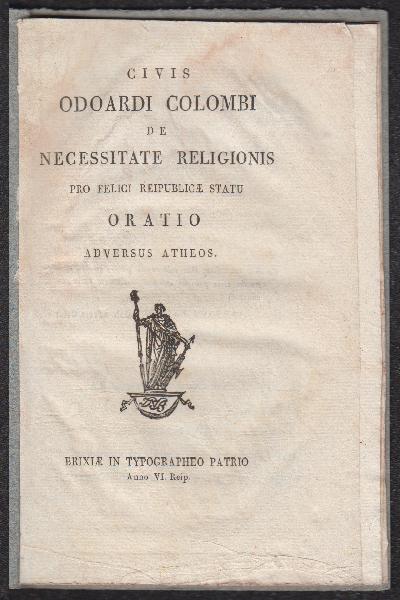 CIVIS
ODOARDI COLOMBI
DE
NECESSITATE RELIGIONIS
PRO FELICI REIPUBLICÆ STATU
ORATIO
ADVERSUS ATHEOS.
BRIXIÆ IN TYPOGRAPHEO PATRIO
Anno VI. Reip.